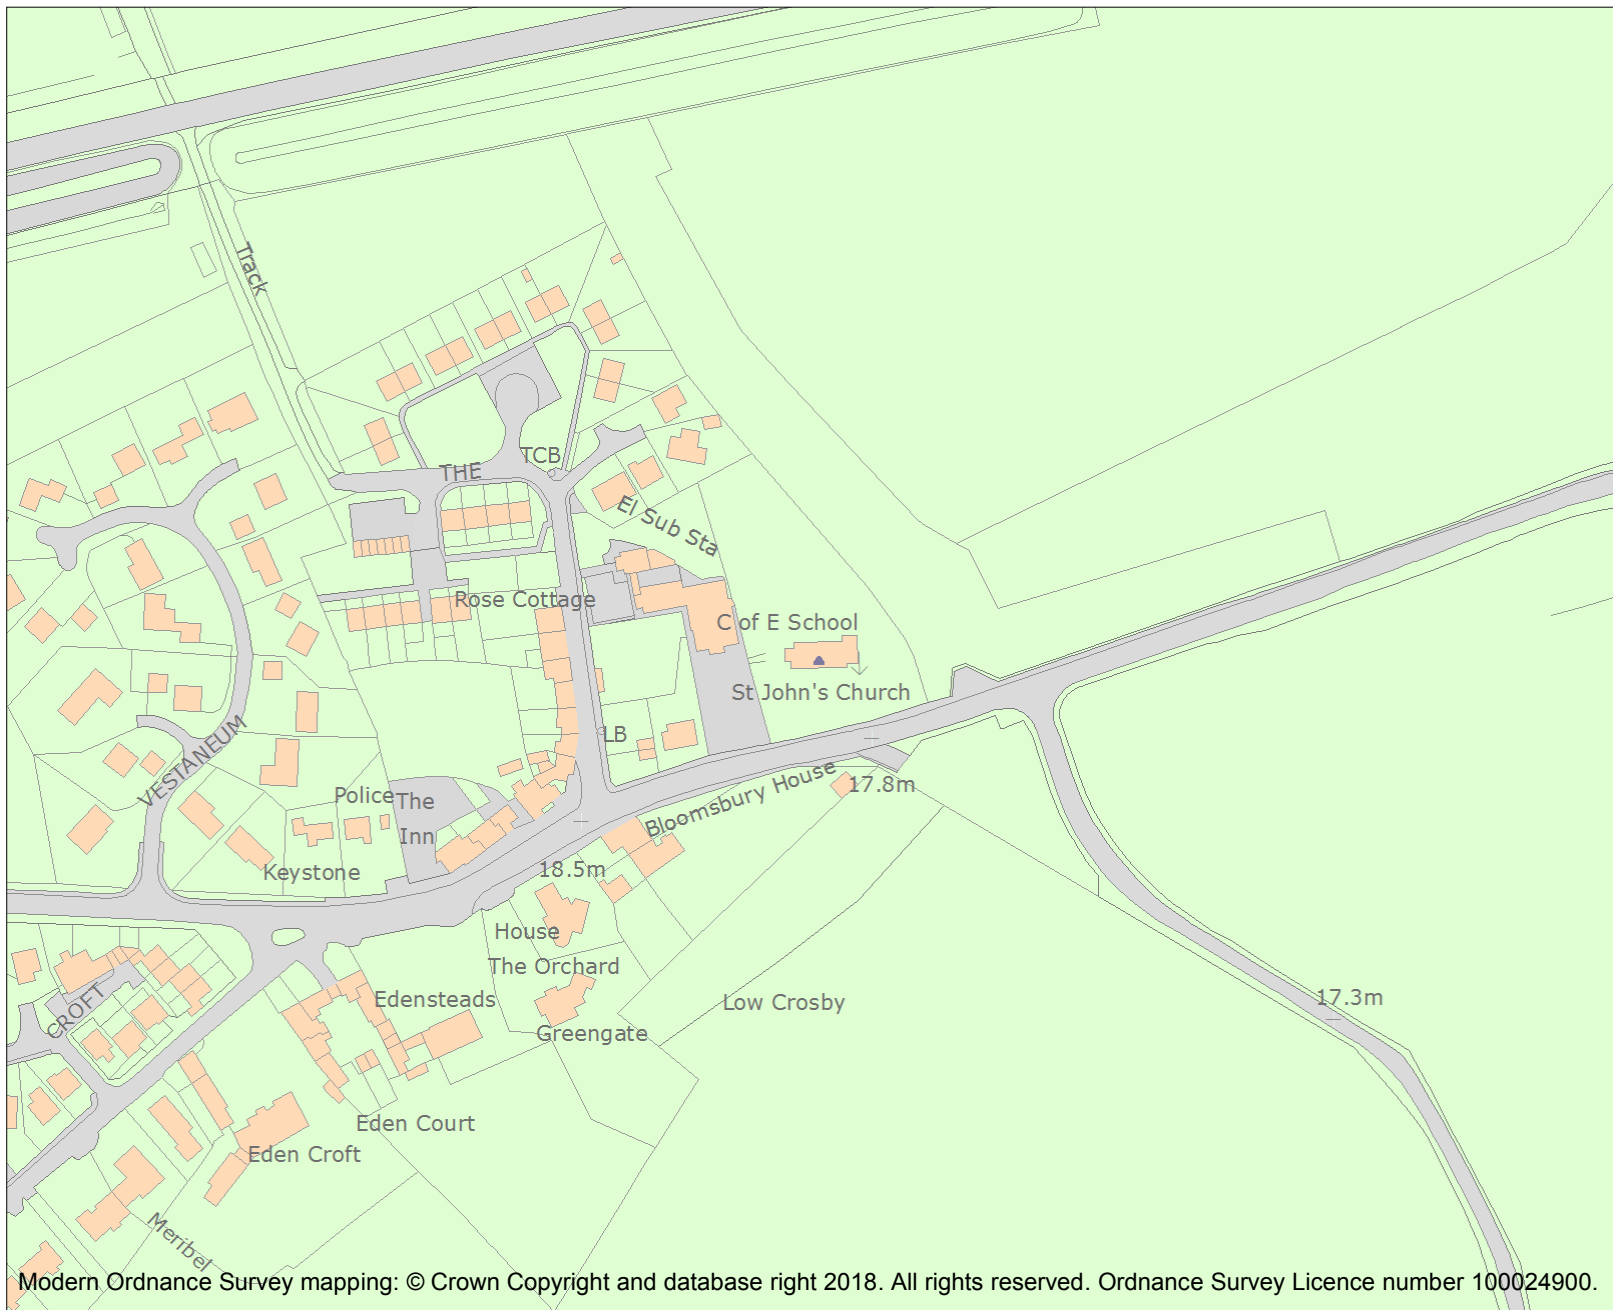 Track
TCB
THE
El Sub Sta
Rose Cottage
C of E School
St John's Church
VESTANEUM
LB
Police
The
Inn
Bloomsbury House
17.8m
Keystone
18.5m
House
The Orchard
Edensteads
Greengate
Low Crosby
17.3m
CROFT
Eden Court
Eden Croft
Meribel
Modern Ordnance Survey mapping: © Crown Copyright and database right 2018. All rights reserved. Ordnance Survey Licence number 100024900.